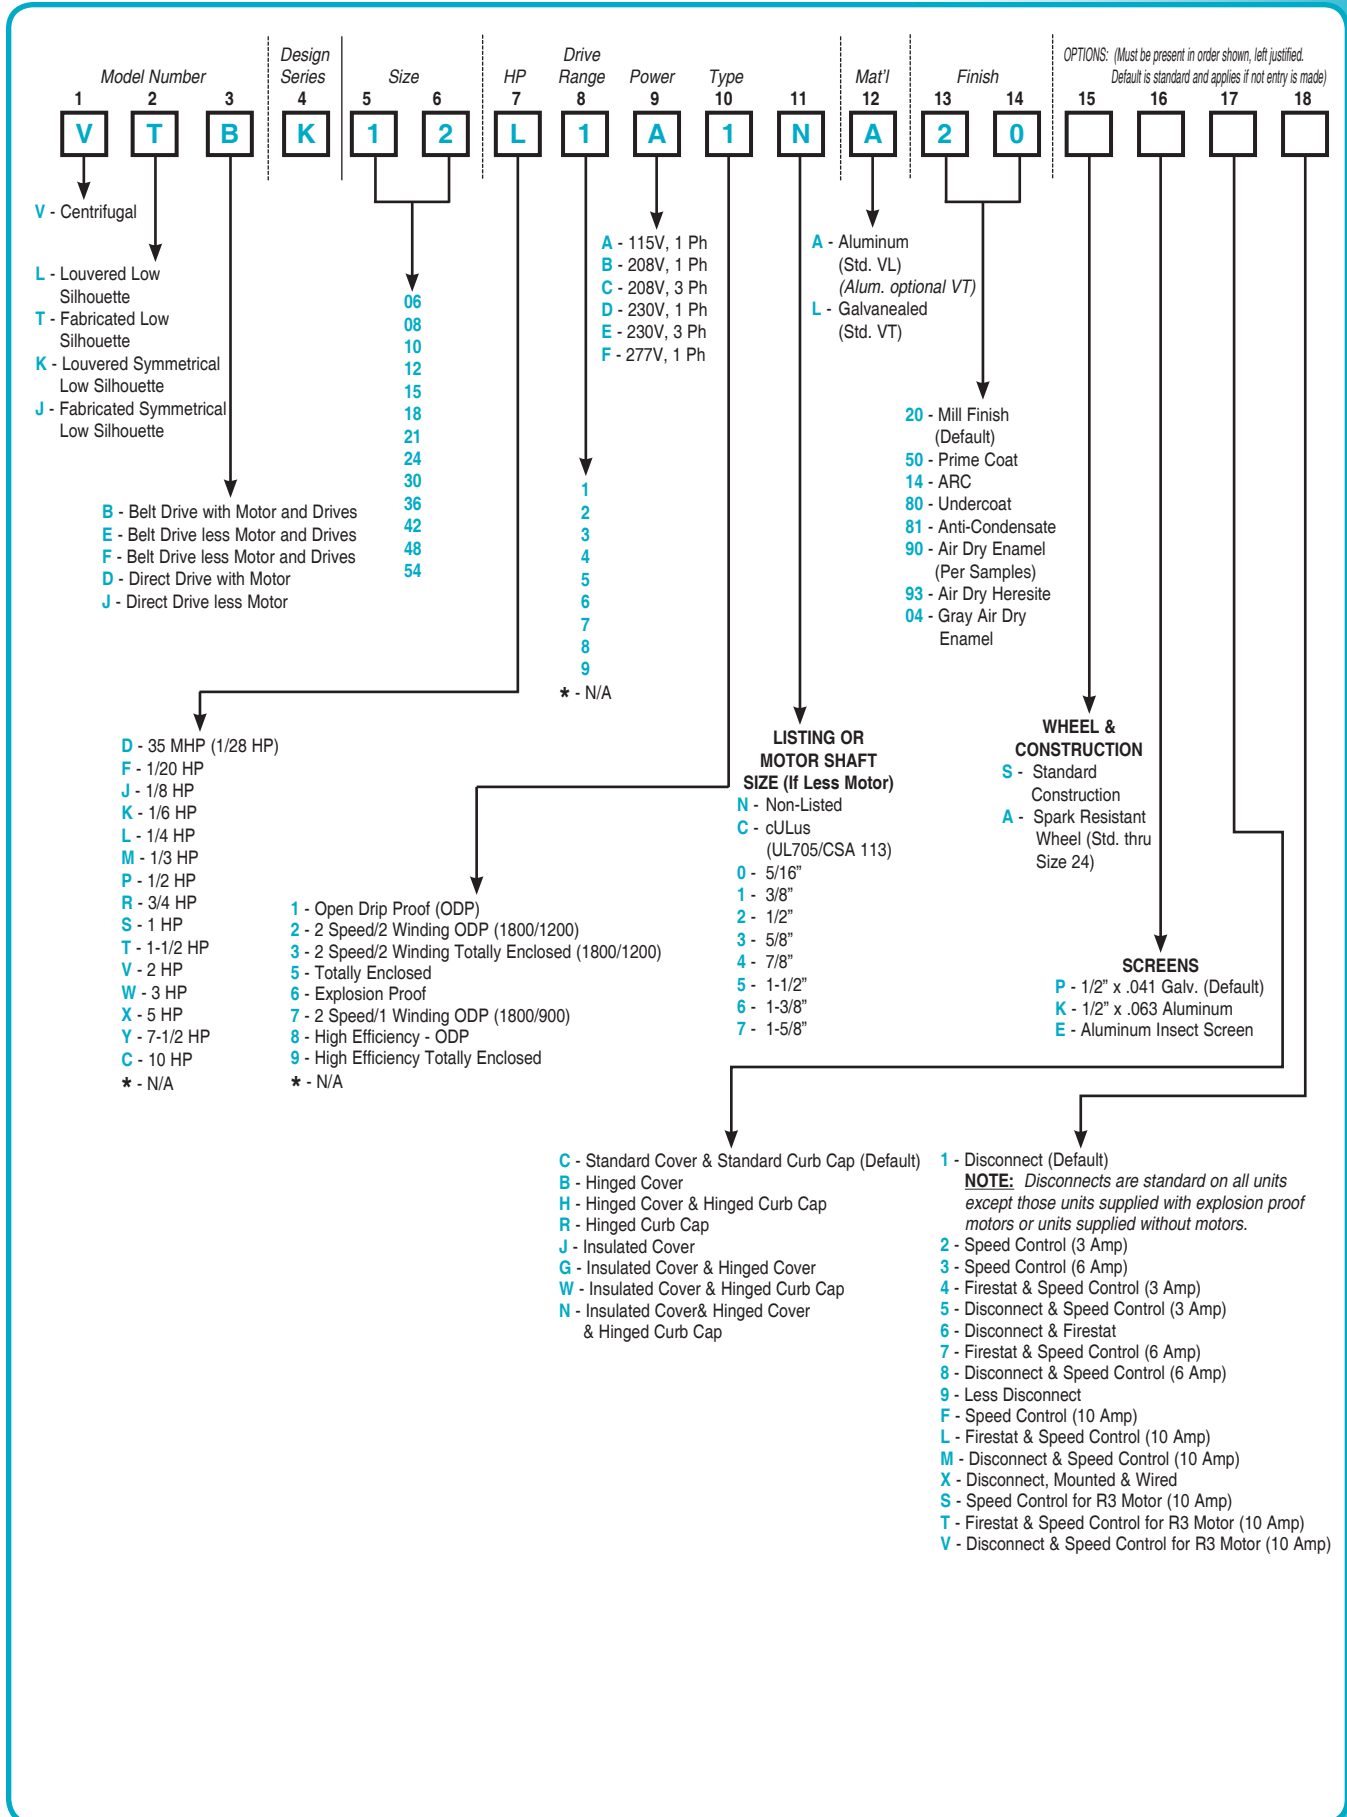 Model Number
Design Series
Size
HP
Drive Range
Power
Type
Mat'l
Finish
OPTIONS: (Must be present in order shown, left justified.
Default is standard and applies if not entry is made)
1 2 3 4 5 6 7 8 9 10 11 12 13 14 15 16 17 18
V T B K 1 2 L 1 A 1 N A 2 0
V - Centrifugal
L - Louvered Low
Silhouette
T - Fabricated Low
Silhouette
K - Louvered Symmetrical
Low Silhouette
J - Fabricated Symmetrical
Low Silhouette
B - Belt Drive with Motor and Drives
E - Belt Drive less Motor and Drives
F - Belt Drive less Motor and Drives
D - Direct Drive with Motor
J - Direct Drive less Motor
06
08
10
12
15
18
21
24
30
36
42
48
54
D - 35 MHP (1/28 HP)
F - 1/20 HP
J - 1/8 HP
K - 1/6 HP
L - 1/4 HP
M - 1/3 HP
P - 1/2 HP
R - 3/4 HP
S - 1 HP
T - 1-1/2 HP
V - 2 HP
W - 3 HP
X - 5 HP
Y - 7-1/2 HP
C - 10 HP
* - N/A
1
2
3
4
5
6
7
8
9
* - N/A
A - 115V, 1 Ph
B - 208V, 1 Ph
C - 208V, 3 Ph
D - 230V, 1 Ph
E - 230V, 3 Ph
F - 277V, 1 Ph
1 - Open Drip Proof (ODP)
2 - 2 Speed/2 Winding ODP (1800/1200)
3 - 2 Speed/2 Winding Totally Enclosed (1800/1200)
5 - Totally Enclosed
6 - Explosion Proof
7 - 2 Speed/1 Winding ODP (1800/900)
8 - High Efficiency - ODP
9 - High Efficiency Totally Enclosed
* - N/A
LISTING OR
MOTOR SHAFT
SIZE (If Less Motor)
N - Non-Listed
C - cULus
(UL705/CSA 113)
0 - 5/16”
1 - 3/8”
2 - 1/2”
3 - 5/8”
4 - 7/8”
5 - 1-1/2”
6 - 1-3/8”
7 - 1-5/8”
A - Aluminum
(Std. VL)
(Alum. optional VT)
L - Galvanealed
(Std. VT)
20 - Mill Finish
(Default)
50 - Prime Coat
14 - ARC
80 - Undercoat
81 - Anti-Condensate
90 - Air Dry Enamel
(Per Samples)
93 - Air Dry Heresite
04 - Gray Air Dry
Enamel
WHEEL &
CONSTRUCTION
S - Standard
Construction
A - Spark Resistant
Wheel (Std. thru
Size 24)
SCREENS
P - 1/2” x .041 Galv. (Default)
K - 1/2” x .063 Aluminum
E - Aluminum Insect Screen
C - Standard Cover & Standard Curb Cap (Default)
B - Hinged Cover
H - Hinged Cover & Hinged Curb Cap
R - Hinged Curb Cap
J - Insulated Cover
G - Insulated Cover & Hinged Cover
W - Insulated Cover & Hinged Curb Cap
N - Insulated Cover& Hinged Cover
& Hinged Curb Cap
1 - Disconnect (Default)
NOTE: Disconnects are standard on all units
except those units supplied with explosion proof
motors or units supplied without motors.
2 - Speed Control (3 Amp)
3 - Speed Control (6 Amp)
4 - Firestat & Speed Control (3 Amp)
5 - Disconnect & Speed Control (3 Amp)
6 - Disconnect & Firestat
7 - Firestat & Speed Control (6 Amp)
8 - Disconnect & Speed Control (6 Amp)
9 - Less Disconnect
F - Speed Control (10 Amp)
L - Firestat & Speed Control (10 Amp)
M - Disconnect & Speed Control (10 Amp)
X - Disconnect, Mounted & Wired
S - Speed Control for R3 Motor (10 Amp)
T - Firestat & Speed Control for R3 Motor (10 Amp)
V - Disconnect & Speed Control for R3 Motor (10 Amp)